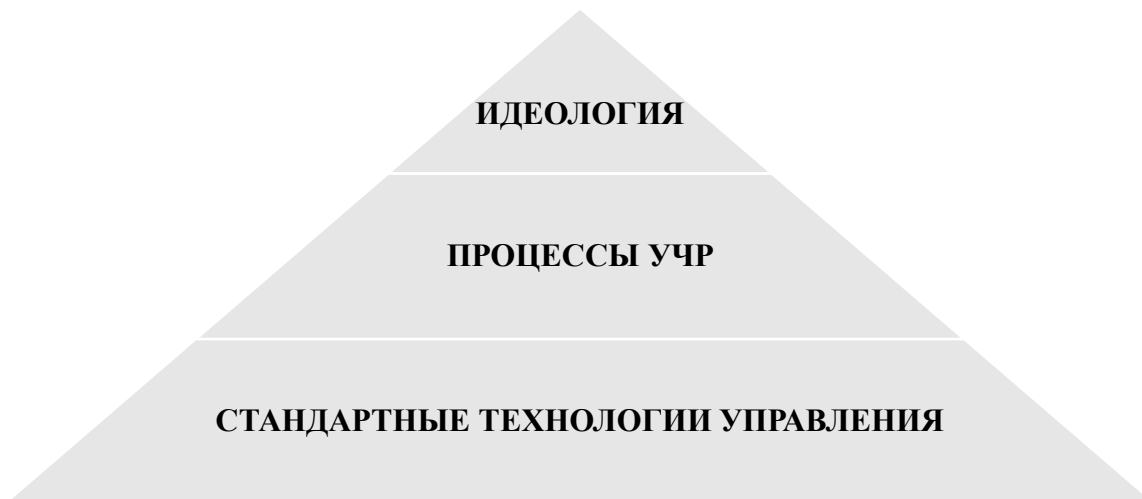 ИДЕОЛОГИЯ
ПРОЦЕССЫ УЧР
СТАНДАРТНЫЕ ТЕХНОЛОГИИ УПРАВЛЕНИЯ